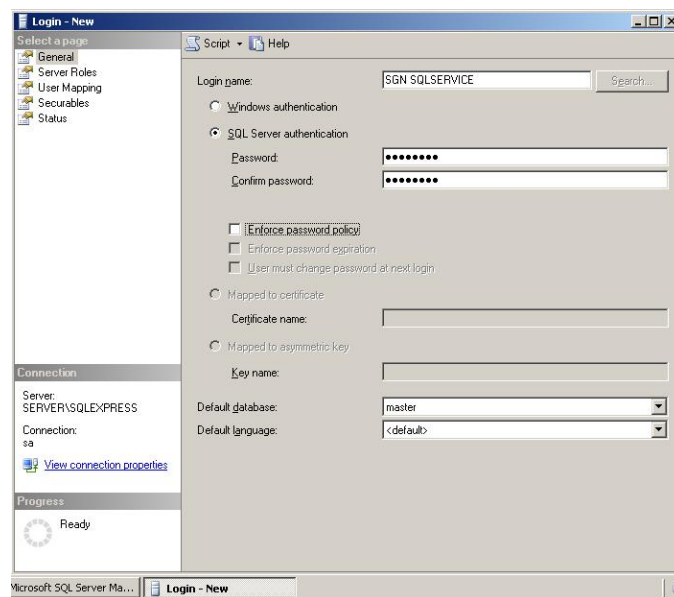 Login - New
Select a page
General
Server Roles
User Mapping
Securables
Status
Script
Help
Login name:
SGN SQLSERVICE
Search...
Windows authentication
SQL Server authentication
Password:
●●●●●●●●
Confirm password:
●●●●●●●●
Enforce password policy
Enforce password expiration
User must change password at next login
Mapped to certificate
Certificate name:
Mapped to asymmetric key
Key name:
Default database:
master
Default language:
<default>
Connection
Server:
SERVER\SQLEXPRESS
Connection:
sa
View connection properties
Progress
Ready
Microsoft SQL Server Ma...
Login - New